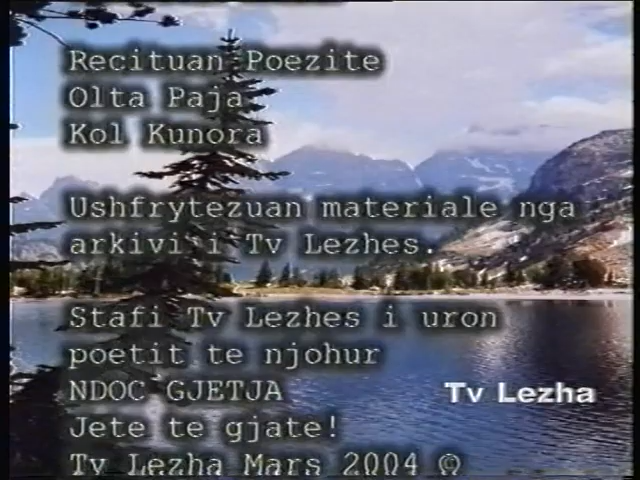 Recituan Poezite
Olta Paja
Kol Kunora
Ushfrytezuan materiale nga
arkivi i Tv Lezhes.
Stafi Tv Lezhes i uron
poetit te njohur
NDOC GJETJA
Tv Lezha
Jete te gjate!
Tv Lezha Mars 2004 ©